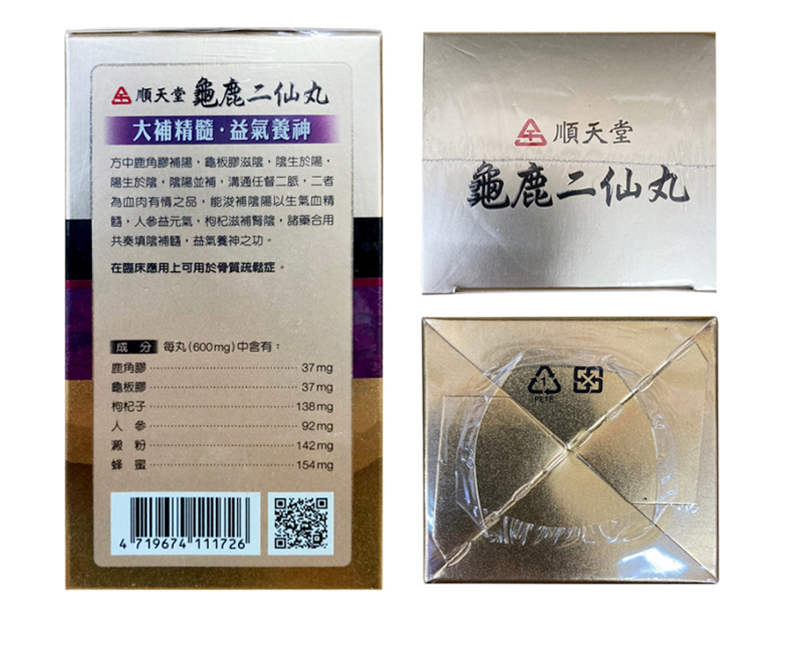 順天堂 龜鹿二仙丸
大補精髓・益氣養神
方中鹿角膠補陽，龜板膠滋陰，陰生於陽，
陽生於陰，陰陽並補，溝通任督二脈，二者
為血肉有情之品，能浚補陰陽以生氣血精
髓，人參益元氣，枸杞滋補腎陰，諸藥合用
共奏填陰補髓，益氣養神之功。
在臨床應用上可用於骨質疏鬆症。
成分 每丸(600mg)中含有：
鹿角膠 37mg
龜板膠 37mg
枸杞子 138mg
人參 92mg
澱粉 142mg
蜂蜜 154mg
4 719674 111726
順天堂
龜鹿二仙丸
1
PETE